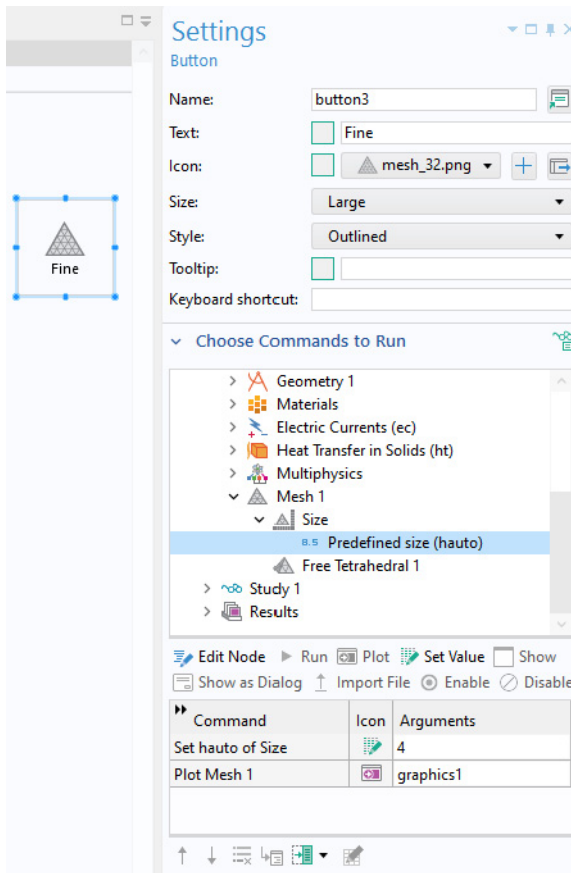 Settings
Button
Name: button3
Text: Fine
Icon: mesh_32.png
Size: Large
Style: Outlined
Tooltip:
Keyboard shortcut:
Fine
Choose Commands to Run
Geometry 1
Materials
Electric Currents (ec)
Heat Transfer in Solids (ht)
Multiphysics
Mesh 1
Size
8.5 Predefined size (hauto)
Free Tetrahedral 1
Study 1
Results
Edit Node Run Plot Set Value Show
Show as Dialog Import File Enable Disable
Command Icon Arguments
Set hauto of Size 4
Plot Mesh 1 graphics1